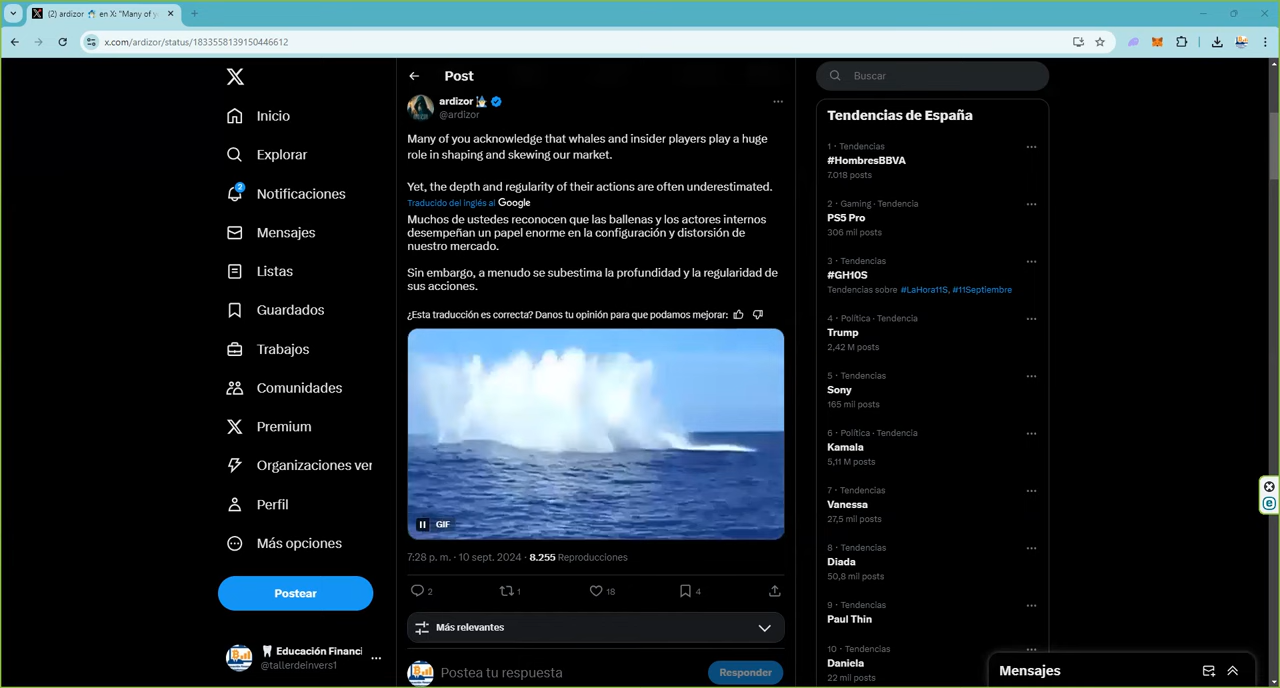 (2) ardizor en X: "Many of y
x.com/ardizor/status/1833558139150446612
Inicio
Explorar
2
Notificaciones
Mensajes
Listas
Guardados
Trabajos
Comunidades
Premium
Organizaciones ver
Perfil
Más opciones
Postear
Educación Financi
@tallerdeinvers1
Post
ardizor
@ardizor
Many of you acknowledge that whales and insider players play a huge
role in shaping and skewing our market.
Yet, the depth and regularity of their actions are often underestimated.
Traducido del inglés al Google
Muchos de ustedes reconocen que las ballenas y los actores internos
desempeñan un papel enorme en la configuración y distorsión de
nuestro mercado.
Sin embargo, a menudo se subestima la profundidad y la regularidad de
sus acciones.
¿Esta traducción es correcta? Danos tu opinión para que podamos mejorar:
GIF
7:28 p. m. · 10 sept. 2024 · 8.255 Reproducciones
2 1 18 4
Más relevantes
Postea tu respuesta
Responder
Buscar
Tendencias de España
1 · Tendencias
#HombresBBVA
7.018 posts
2 · Gaming · Tendencia
PS5 Pro
306 mil posts
3 · Tendencias
#GH10S
Tendencias sobre #LaHora11S, #11Septiembre
4 · Política · Tendencia
Trump
2,42 M posts
5 · Tendencias
Sony
165 mil posts
6 · Política · Tendencia
Kamala
5,11 M posts
7 · Tendencias
Vanessa
27,5 mil posts
8 · Tendencias
Diada
50,8 mil posts
9 · Tendencias
Paul Thin
10 · Tendencias
Daniela
22 mil posts
Mensajes